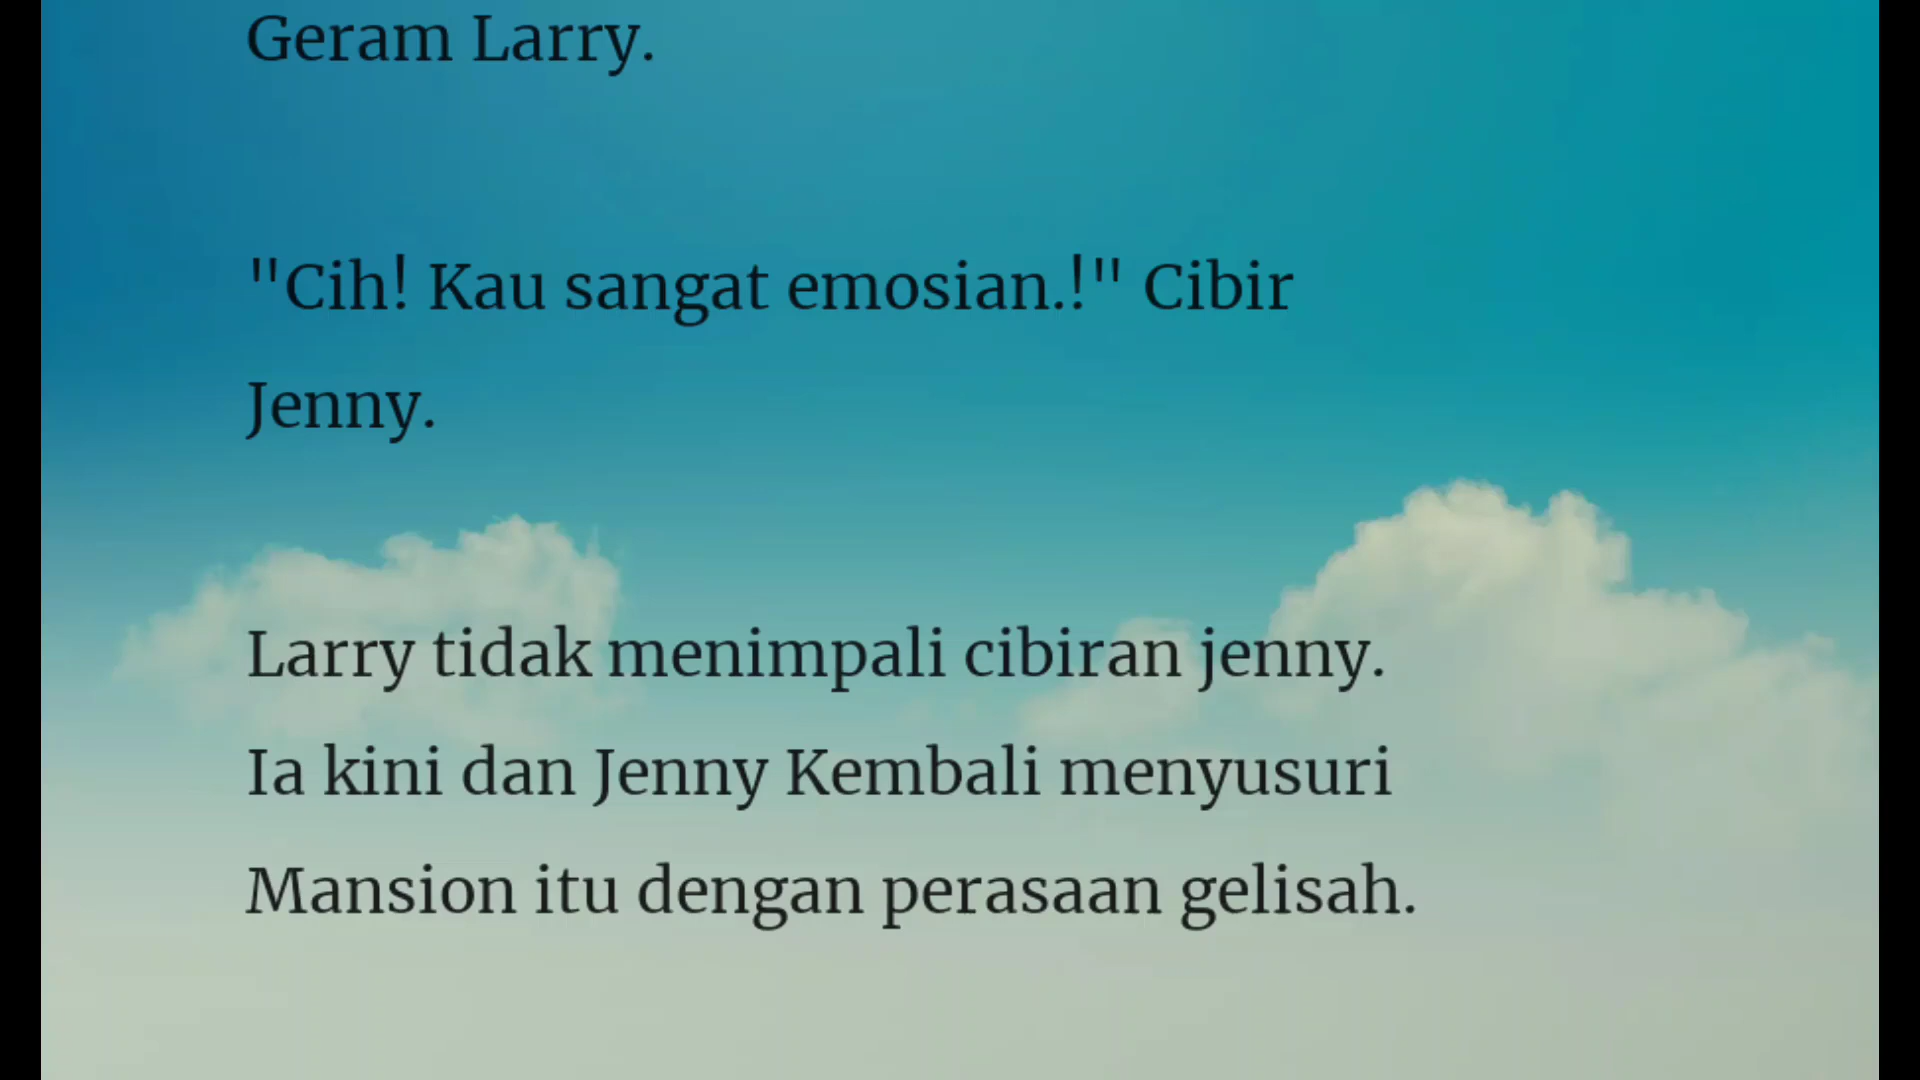 Geram Larry.
"Cih! Kau sangat emosian.!" Cibir
Jenny.
Larry tidak menimpali cibiran jenny.
Ia kini dan Jenny Kembali menyusuri
Mansion itu dengan perasaan gelisah.